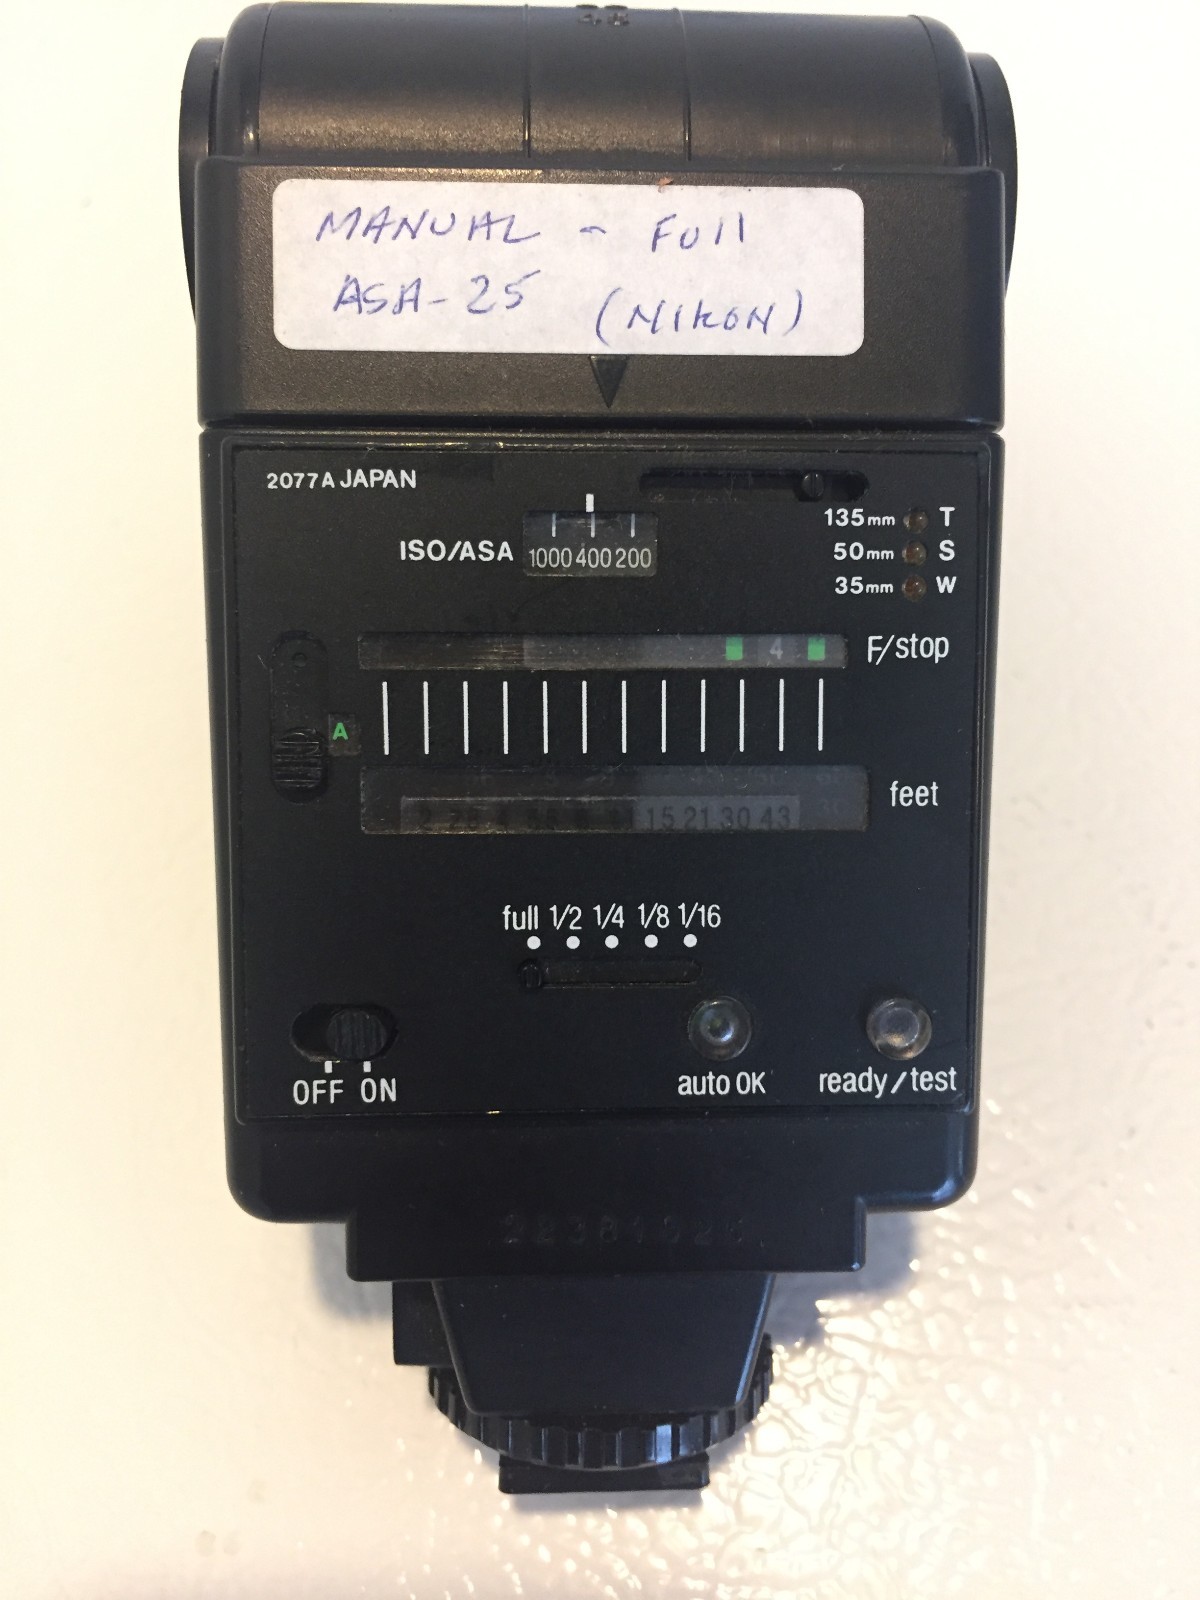 MANUAL - Full
ASA-25 (NIKON)
2077A JAPAN
ISO/ASA 1000 400 200
135mm T
50mm S
35mm W
4 F/stop
A
feet
15 21 30 43
full 1/2 1/4 1/8 1/16
OFF ON
auto OK
ready/test